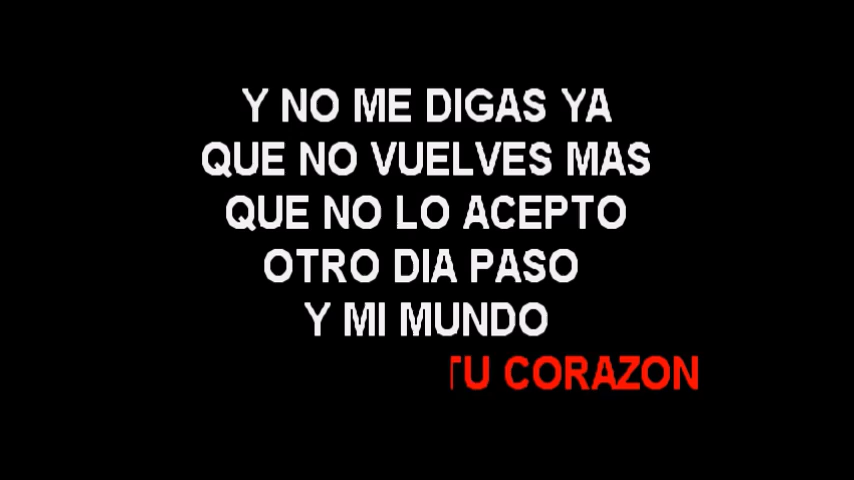 Y NO ME DIGAS YA
QUE NO VUELVES MAS
QUE NO LO ACEPTO
OTRO DIA PASO
Y MI MUNDO
TU CORAZON